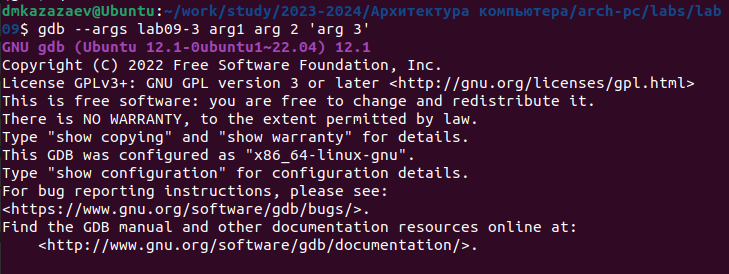 dmkazazaev@Ubuntu:~/work/study/2023-2024/Архитектура компьютера/arch-pc/labs/lab
09$ gdb --args lab09-3 arg1 arg 2 'arg 3'
GNU gdb (Ubuntu 12.1-0ubuntu1~22.04) 12.1
Copyright (C) 2022 Free Software Foundation, Inc.
License GPLv3+: GNU GPL version 3 or later <http://gnu.org/licenses/gpl.html>
This is free software: you are free to change and redistribute it.
There is NO WARRANTY, to the extent permitted by law.
Type "show copying" and "show warranty" for details.
This GDB was configured as "x86_64-linux-gnu".
Type "show configuration" for configuration details.
For bug reporting instructions, please see:
<https://www.gnu.org/software/gdb/bugs/>.
Find the GDB manual and other documentation resources online at:
    <http://www.gnu.org/software/gdb/documentation/>.